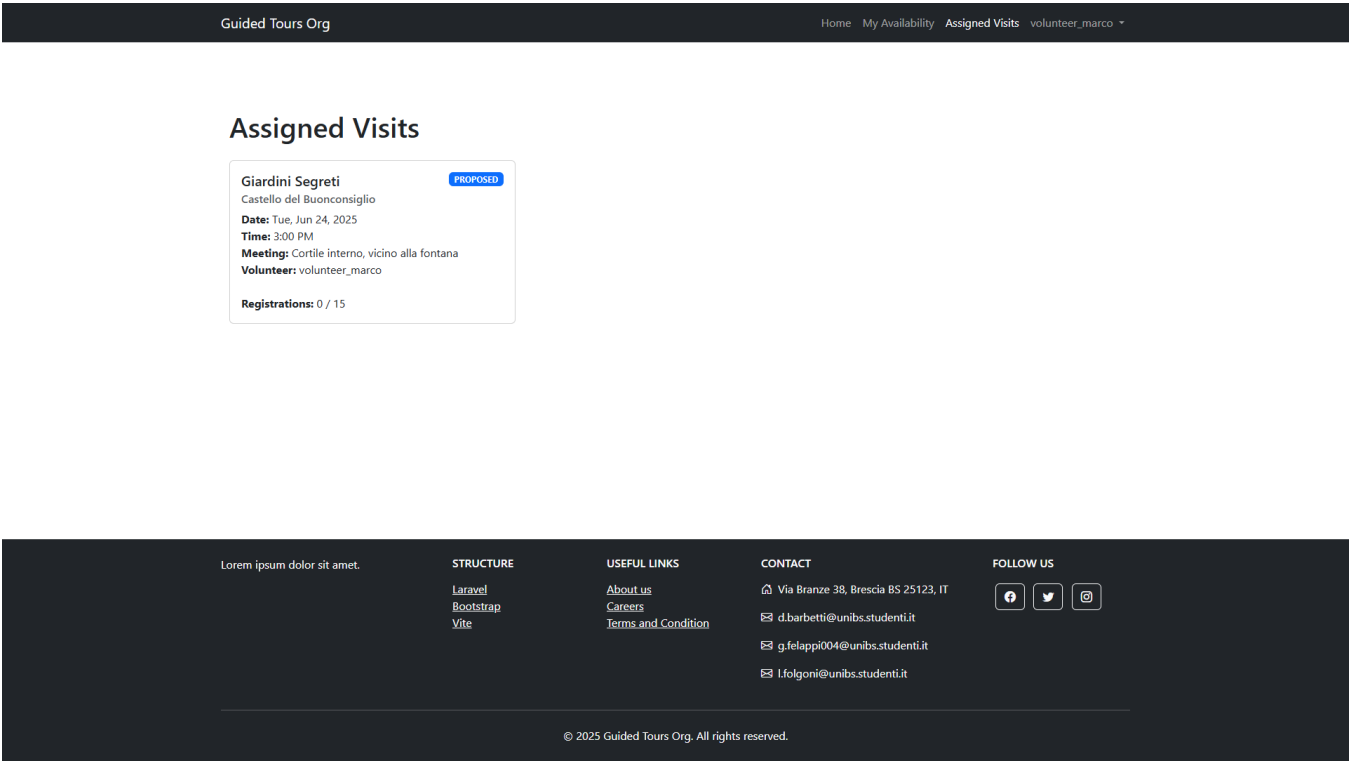 Guided Tours Org
Home My Availability Assigned Visits volunteer_marco
Assigned Visits
Giardini Segreti
PROPOSED
Castello del Buonconsiglio
Date: Tue, Jun 24, 2025
Time: 3:00 PM
Meeting: Cortile interno, vicino alla fontana
Volunteer: volunteer_marco
Registrations: 0 / 15
Lorem ipsum dolor sit amet.
STRUCTURE
Laravel
Bootstrap
Vite
USEFUL LINKS
About us
Careers
Terms and Condition
CONTACT
Via Branze 38, Brescia BS 25123, IT
d.barbetti@unibs.studenti.it
g.felappi004@unibs.studenti.it
l.folgoni@unibs.studenti.it
FOLLOW US
© 2025 Guided Tours Org. All rights reserved.